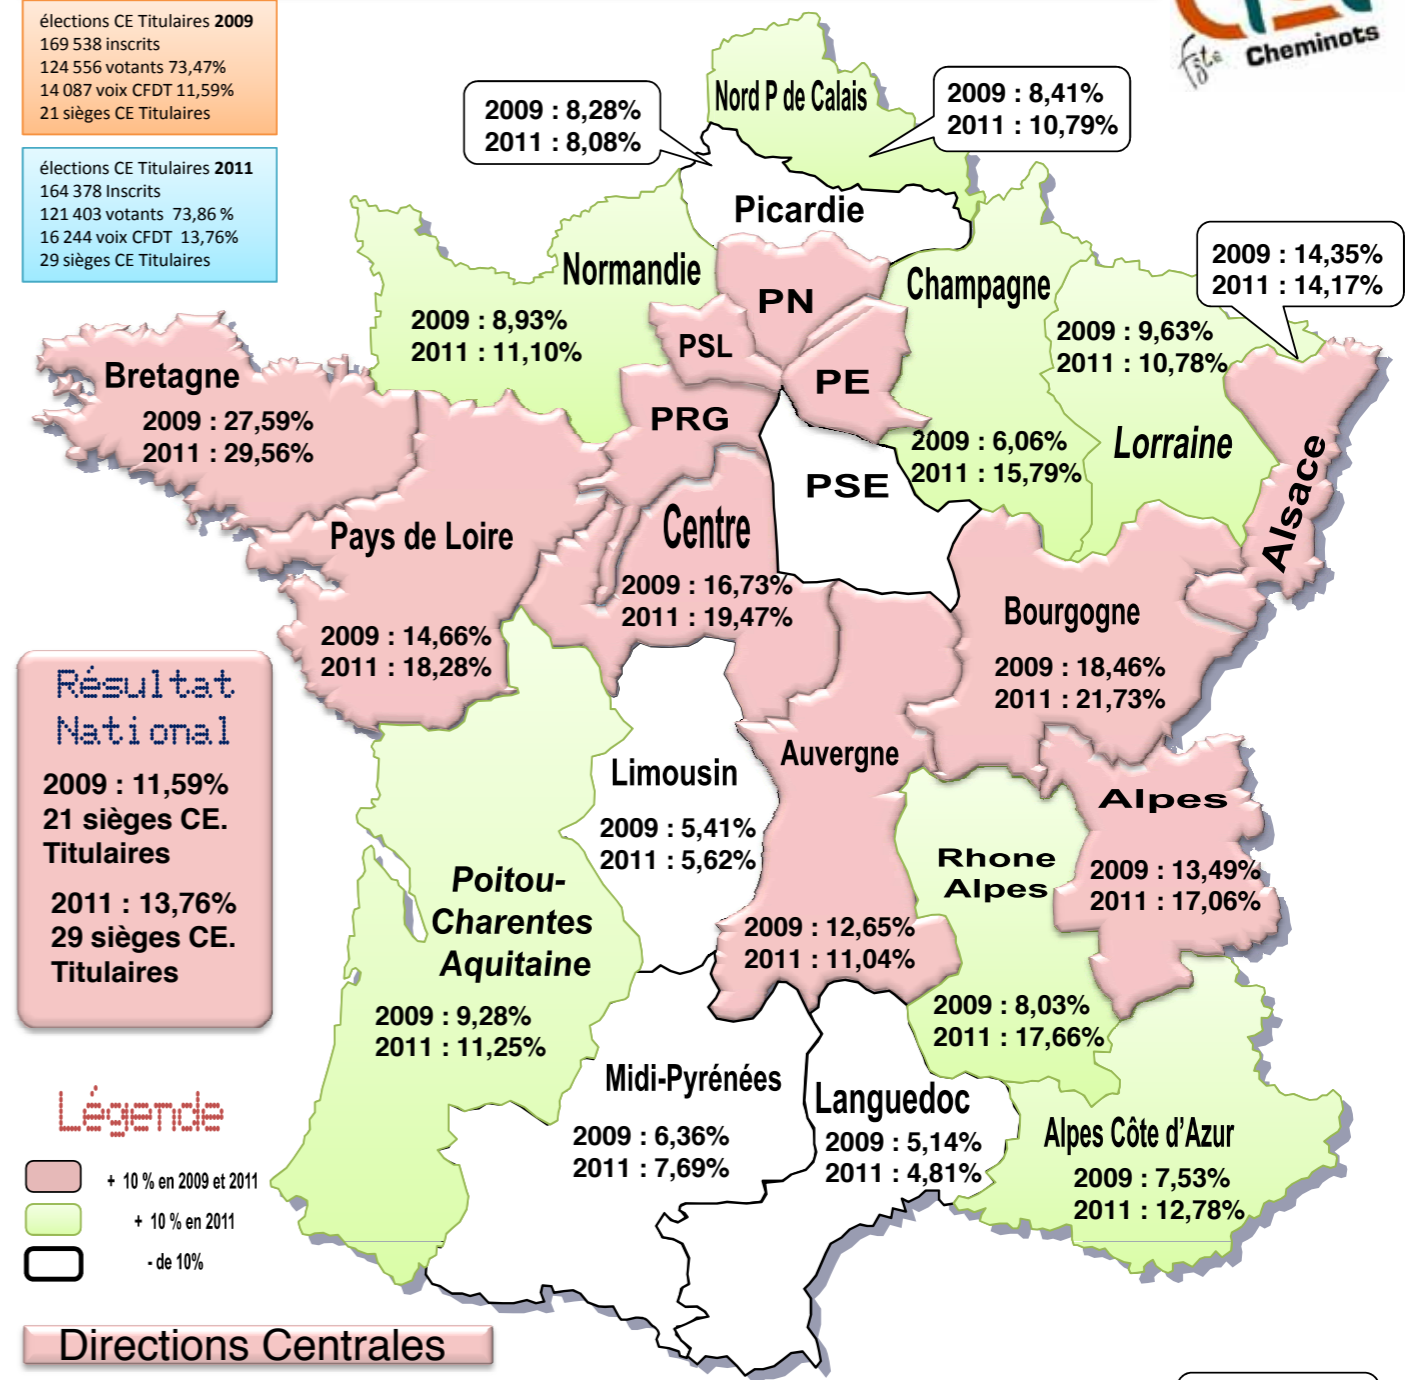 élections CE Titulaires 2009
169 538 inscrits
124 556 votants 73,47%
14 087 voix CFDT 11,59%
21 sièges CE Titulaires
élections CE Titulaires 2011
164 378 Inscrits
121 403 votants 73,86 %
16 244 voix CFDT 13,76%
29 sièges CE Titulaires
Cheminots
Nord P de Calais
2009 : 8,41%
2011 : 10,79%
2009 : 8,28%
2011 : 8,08%
Picardie
Normandie
2009 : 8,93%
2011 : 11,10%
PN
PSL
PE
PRG
PSE
Champagne
2009 : 6,06%
2011 : 15,79%
2009 : 9,63%
2011 : 10,78%
Lorraine
2009 : 14,35%
2011 : 14,17%
Alsace
Bretagne
2009 : 27,59%
2011 : 29,56%
Pays de Loire
2009 : 14,66%
2011 : 18,28%
Centre
2009 : 16,73%
2011 : 19,47%
Bourgogne
2009 : 18,46%
2011 : 21,73%
Résultat
National
2009 : 11,59%
21 sièges CE.
Titulaires
2011 : 13,76%
29 sièges CE.
Titulaires
Limousin
2009 : 5,41%
2011 : 5,62%
Auvergne
2009 : 12,65%
2011 : 11,04%
Alpes
2009 : 13,49%
2011 : 17,06%
Rhone
Alpes
2009 : 8,03%
2011 : 17,66%
Poitou-
Charentes
Aquitaine
2009 : 9,28%
2011 : 11,25%
Midi-Pyrénées
2009 : 6,36%
2011 : 7,69%
Languedoc
2009 : 5,14%
2011 : 4,81%
Alpes Côte d'Azur
2009 : 7,53%
2011 : 12,78%
Légende
+ 10 % en 2009 et 2011
+ 10 % en 2011
- de 10%
Directions Centrales